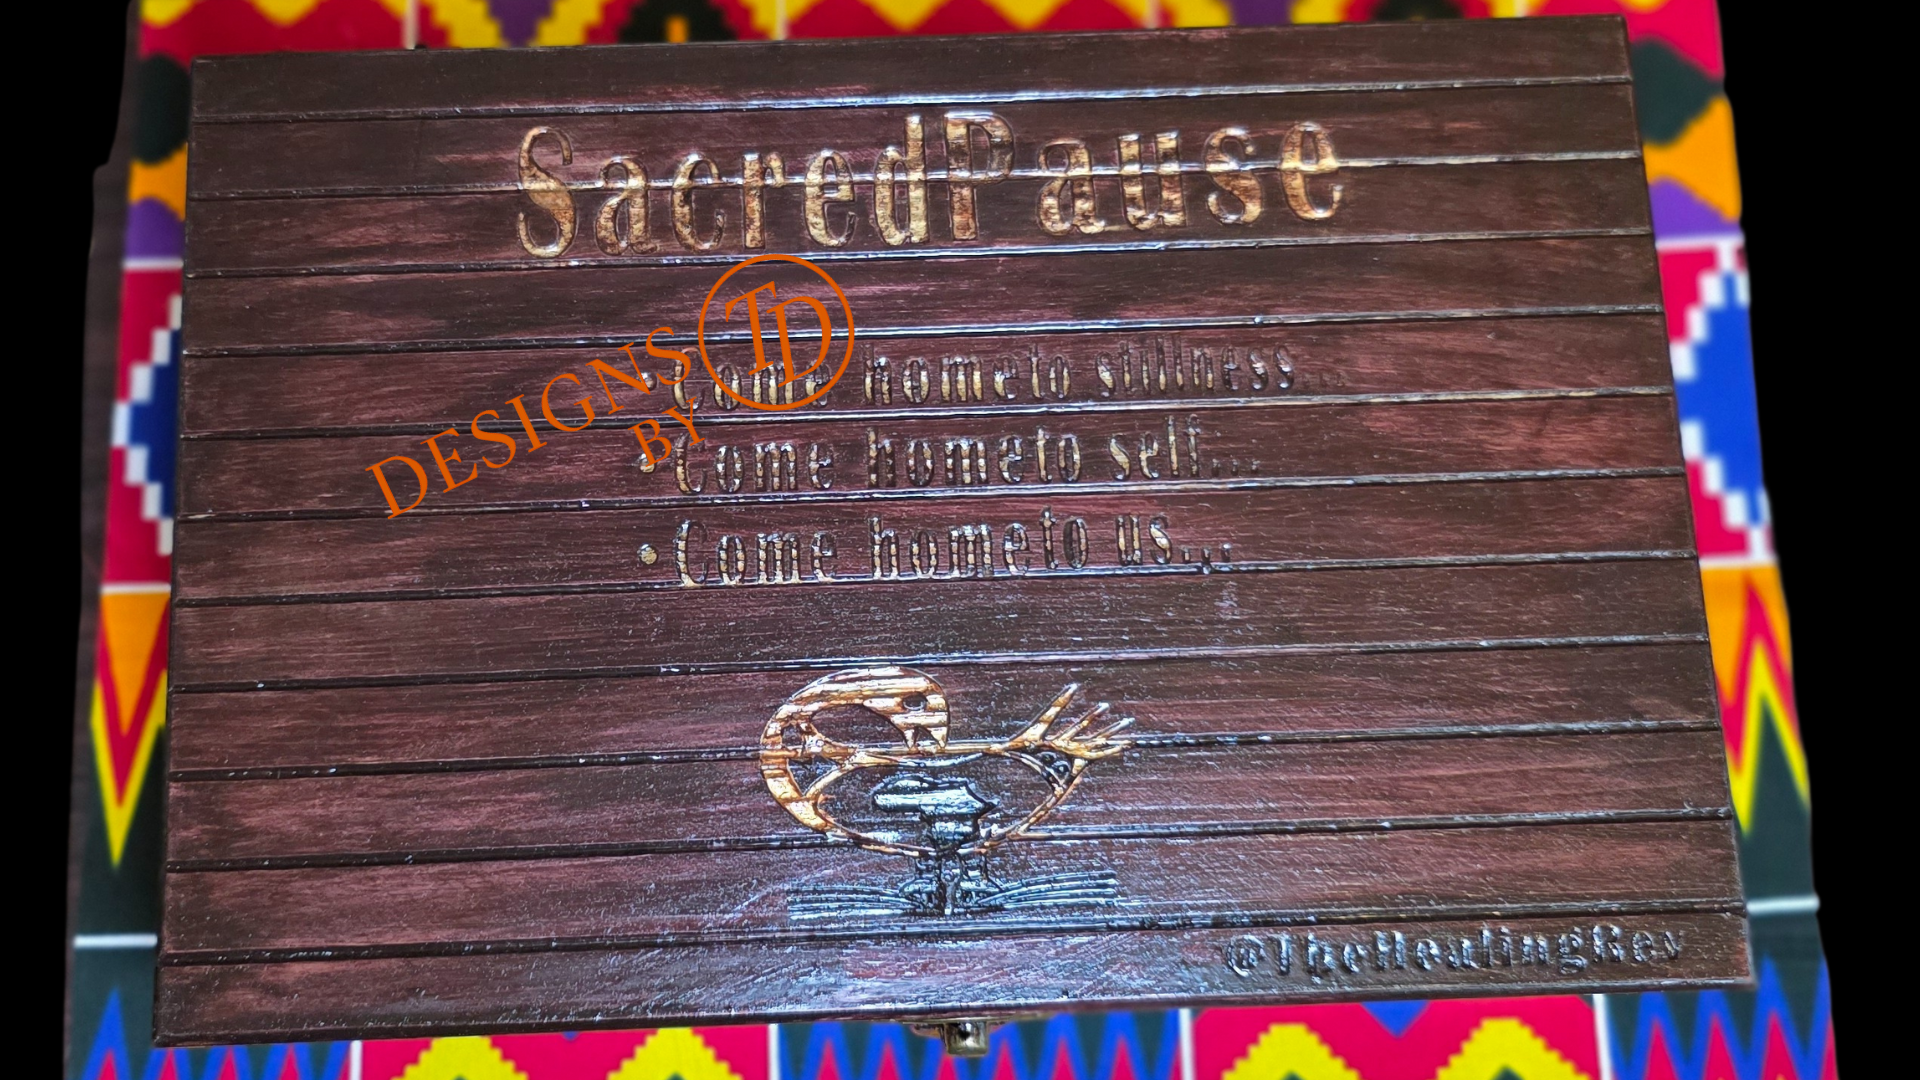 SacredPause
• Come hometo stillness...
• Come hometo self...
• Come hometo us...
@TheHealingRev
DESIGNS
BY
TD